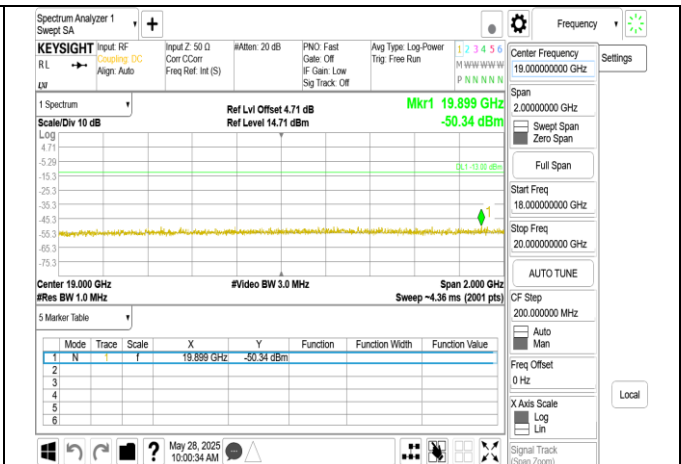 Spectrum Analyzer 1
Swept SA
+
Frequency
Settings
KEYSIGHT
RL
LXI
Input: RF
Coupling: DC
Align: Auto
Input Z: 50 Ω
Corr CCorr
Freq Ref: Int (S)
#Atten: 20 dB
PNO: Fast
Gate: Off
IF Gain: Low
Sig Track: Off
Avg Type: Log-Power
Trig: Free Run
1 2 3 4 5 6
M W W W W W
P N N N N N
1 Spectrum
Scale/Div 10 dB
Log
Ref Lvl Offset 4.71 dB
Ref Level 14.71 dBm
Mkr1 19.899 GHz
-50.34 dBm
4.71
-5.29
-15.3
-25.3
-35.3
-45.3
-55.3
-65.3
-75.3
DL1 -13.00 dBm
1
Center 19.000 GHz
#Res BW 1.0 MHz
#Video BW 3.0 MHz
Span 2.000 GHz
Sweep ~4.36 ms (2001 pts)
5 Marker Table
Mode Trace Scale X Y Function Function Width Function Value
1 N 1 f 19.899 GHz -50.34 dBm
2
3
4
5
6
?
May 28, 2025
10:00:34 AM
Center Frequency
19.000000000 GHz
Span
2.00000000 GHz
Swept Span
Zero Span
Full Span
Start Freq
18.000000000 GHz
Stop Freq
20.000000000 GHz
AUTO TUNE
CF Step
200.000000 MHz
Auto
Man
Freq Offset
0 Hz
X Axis Scale
Log
Lin
Signal Track
(Span Zoom)
Local